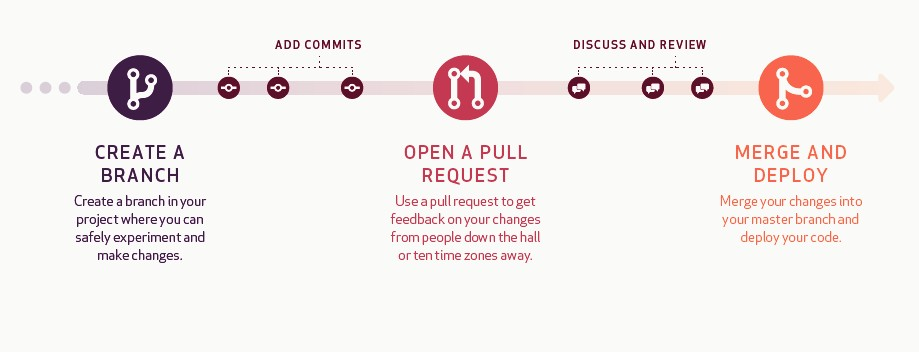 ADD COMMITS
DISCUSS AND REVIEW
CREATE A
BRANCH
Create a branch in your
project where you can
safely experiment and
make changes.
OPEN A PULL
REQUEST
Use a pull request to get
feedback on your changes
from people down the hall
or ten time zones away.
MERGE AND
DEPLOY
Merge your changes into
your master branch and
deploy your code.